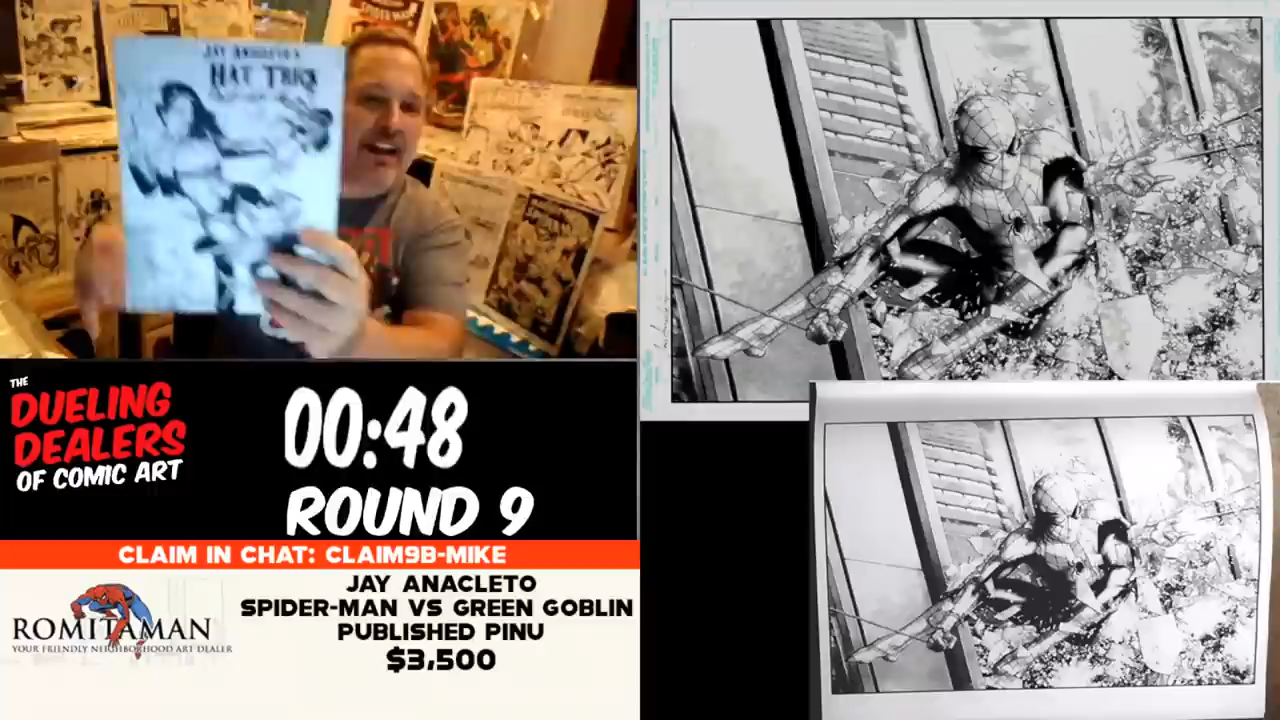 JAY ANACLETO'S
HAT TRICK
THE
DUELING
DEALERS
OF COMIC ART
00:48
ROUND 9
CLAIM IN CHAT: CLAIM9B-MIKE
ROMITAMAN
YOUR FRIENDLY NEIGHBORHOOD ART DEALER
JAY ANACLETO
SPIDER-MAN VS GREEN GOBLIN
PUBLISHED PINU
$3,500